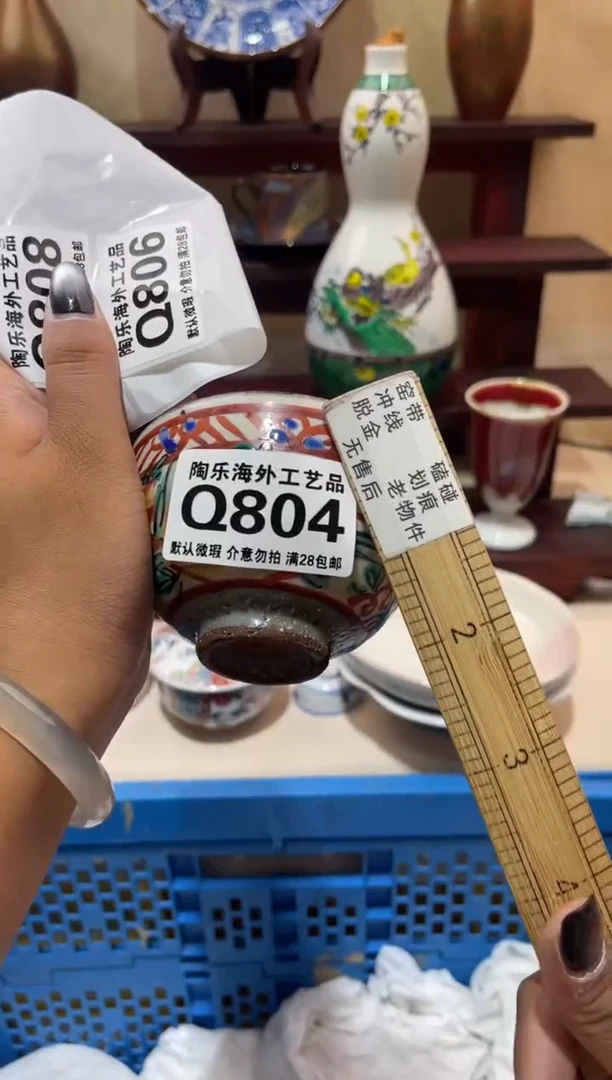 陶乐海外工艺品
Q808
包邮
陶乐海外工艺品
Q806
默认微瑕 介意勿拍 满28包邮
陶乐海外工艺品
Q804
默认微瑕 介意勿拍 满28包邮
窑带 磕碰
冲线 划痕
脱金 老物件
无售后
2
3
4